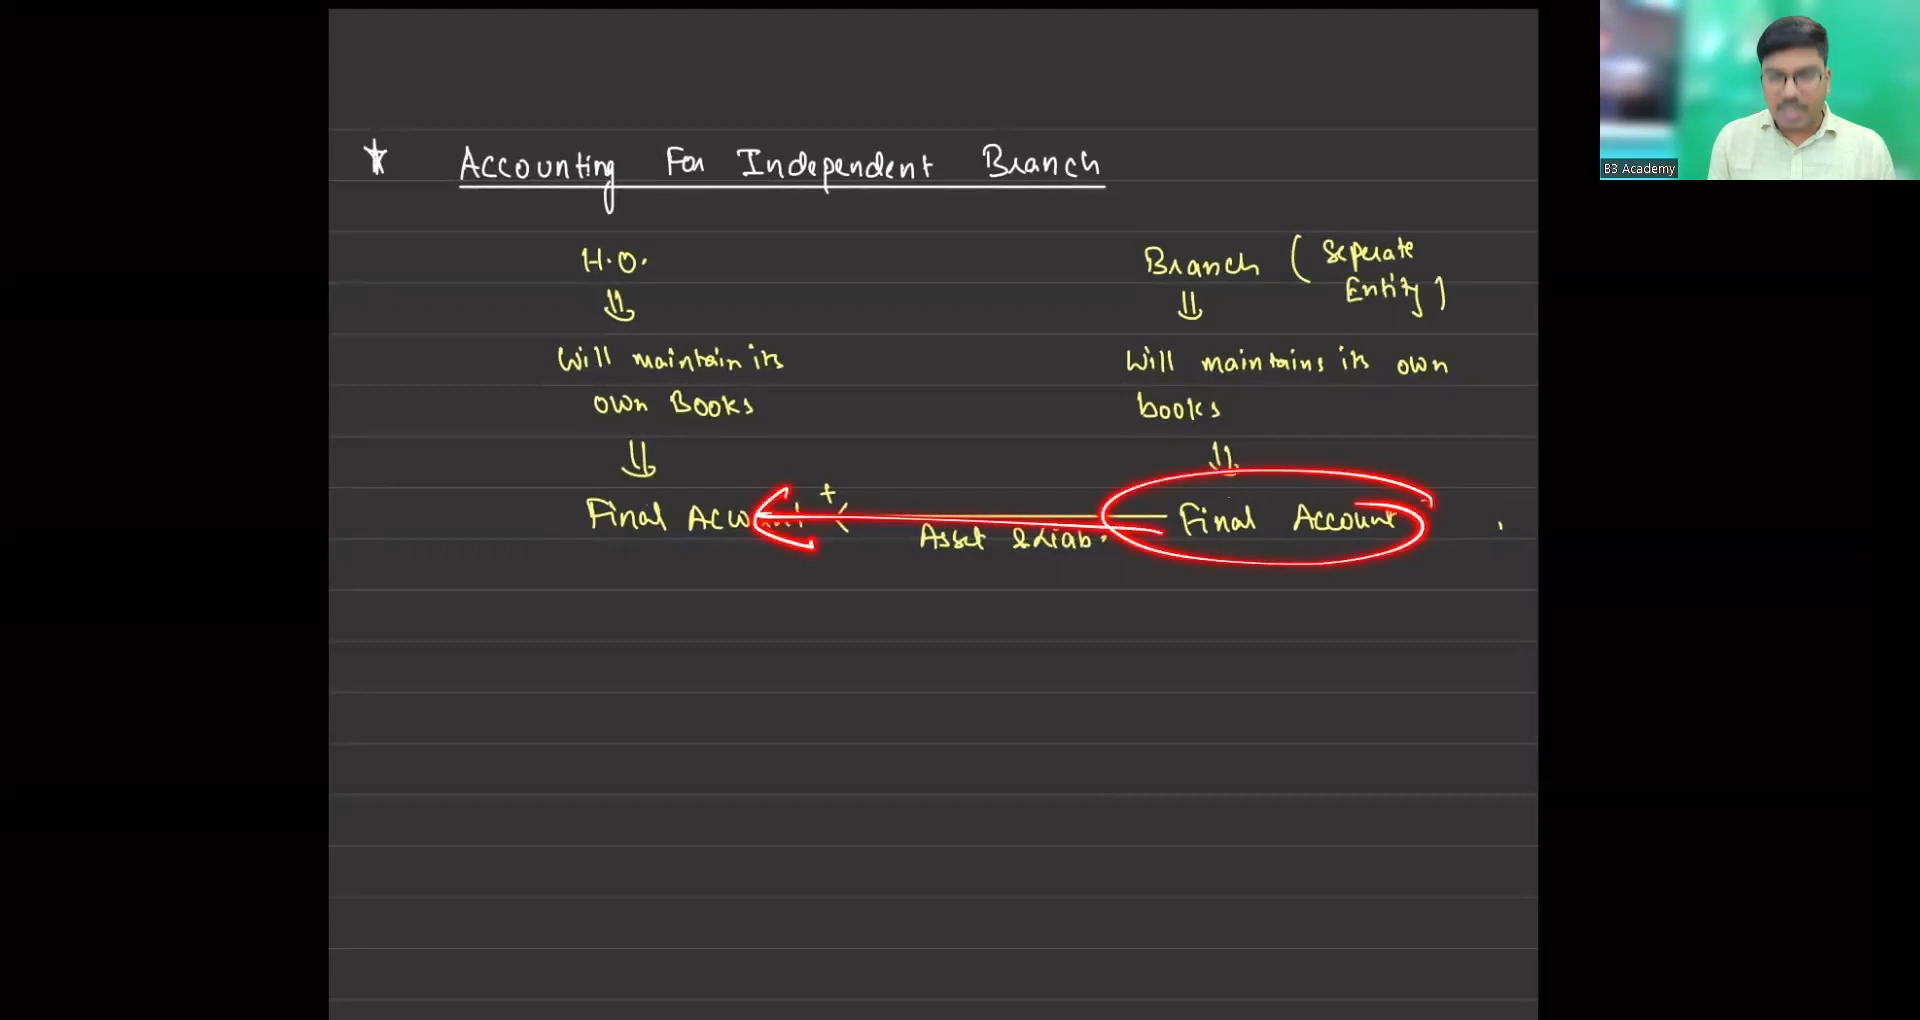 * Accounting For Independent Branch
H.O.
Branch ( Seperate
Entity )
Will maintain its
own Books
Will maintains its own
books
Final
+
Asset & Liab.
Final Account
B3 Academy